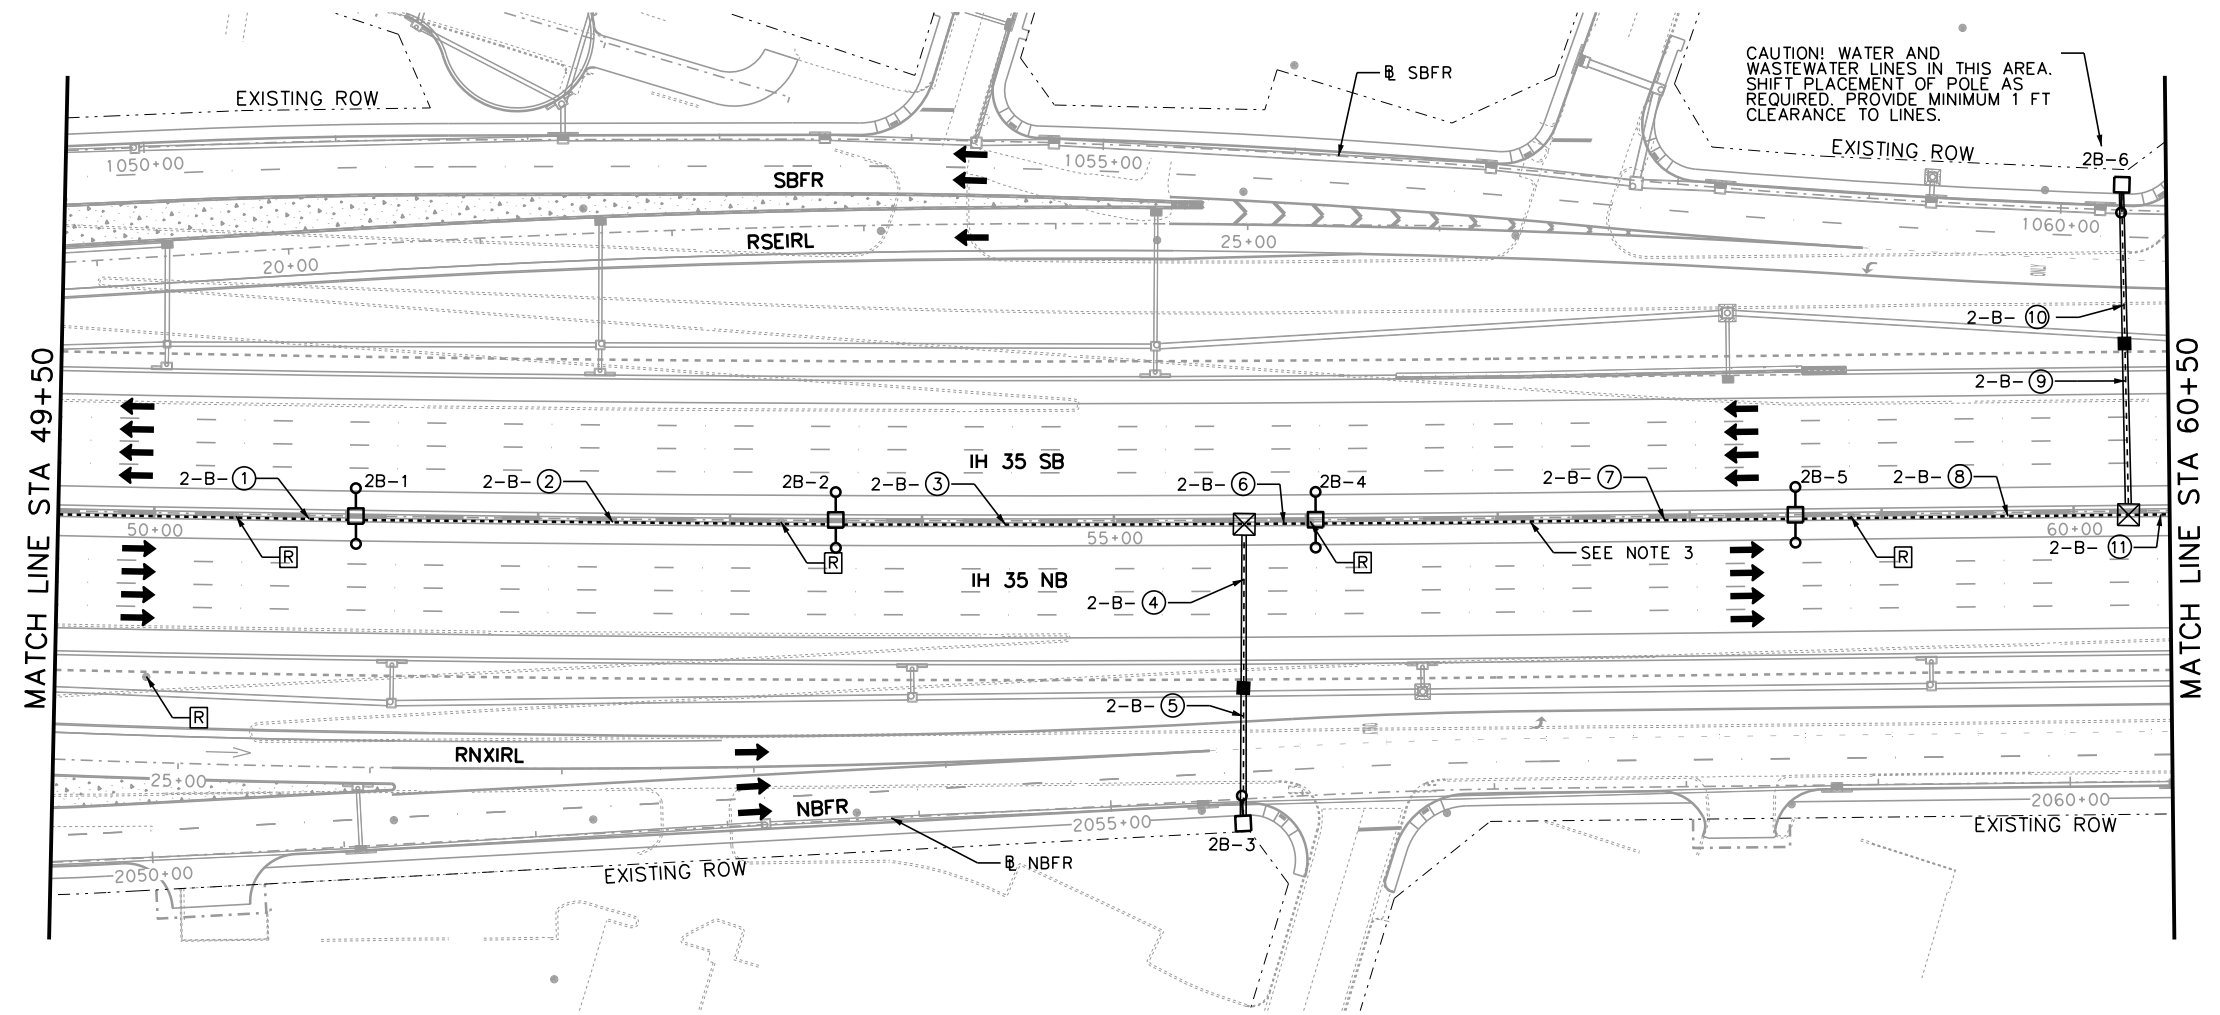 CAUTION! WATER AND
WASTEWATER LINES IN THIS AREA.
SHIFT PLACEMENT OF POLE AS
REQUIRED. PROVIDE MINIMUM 1 FT
CLEARANCE TO LINES.
EXISTING ROW
℄ SBFR
EXISTING ROW
2B-6
1050+00
1055+00
SBFR
1060+00
RSEIRL
25+00
20+00
2-B- 10
2-B- 9
MATCH LINE STA 49+50
MATCH LINE STA 60+50
IH 35 SB
2-B- 1
2B-1
2-B- 2
2B-2
2-B- 3
2-B- 6
2B-4
2-B- 7
2B-5
2-B- 8
50+00
55+00
60+00
R
R
R
SEE NOTE 3
R
2-B- 11
IH 35 NB
2-B- 4
R
2-B- 5
RNXIRL
25+00
NBFR
2060+00
2055+00
EXISTING ROW
2B-3
2050+00
EXISTING ROW
℄ NBFR